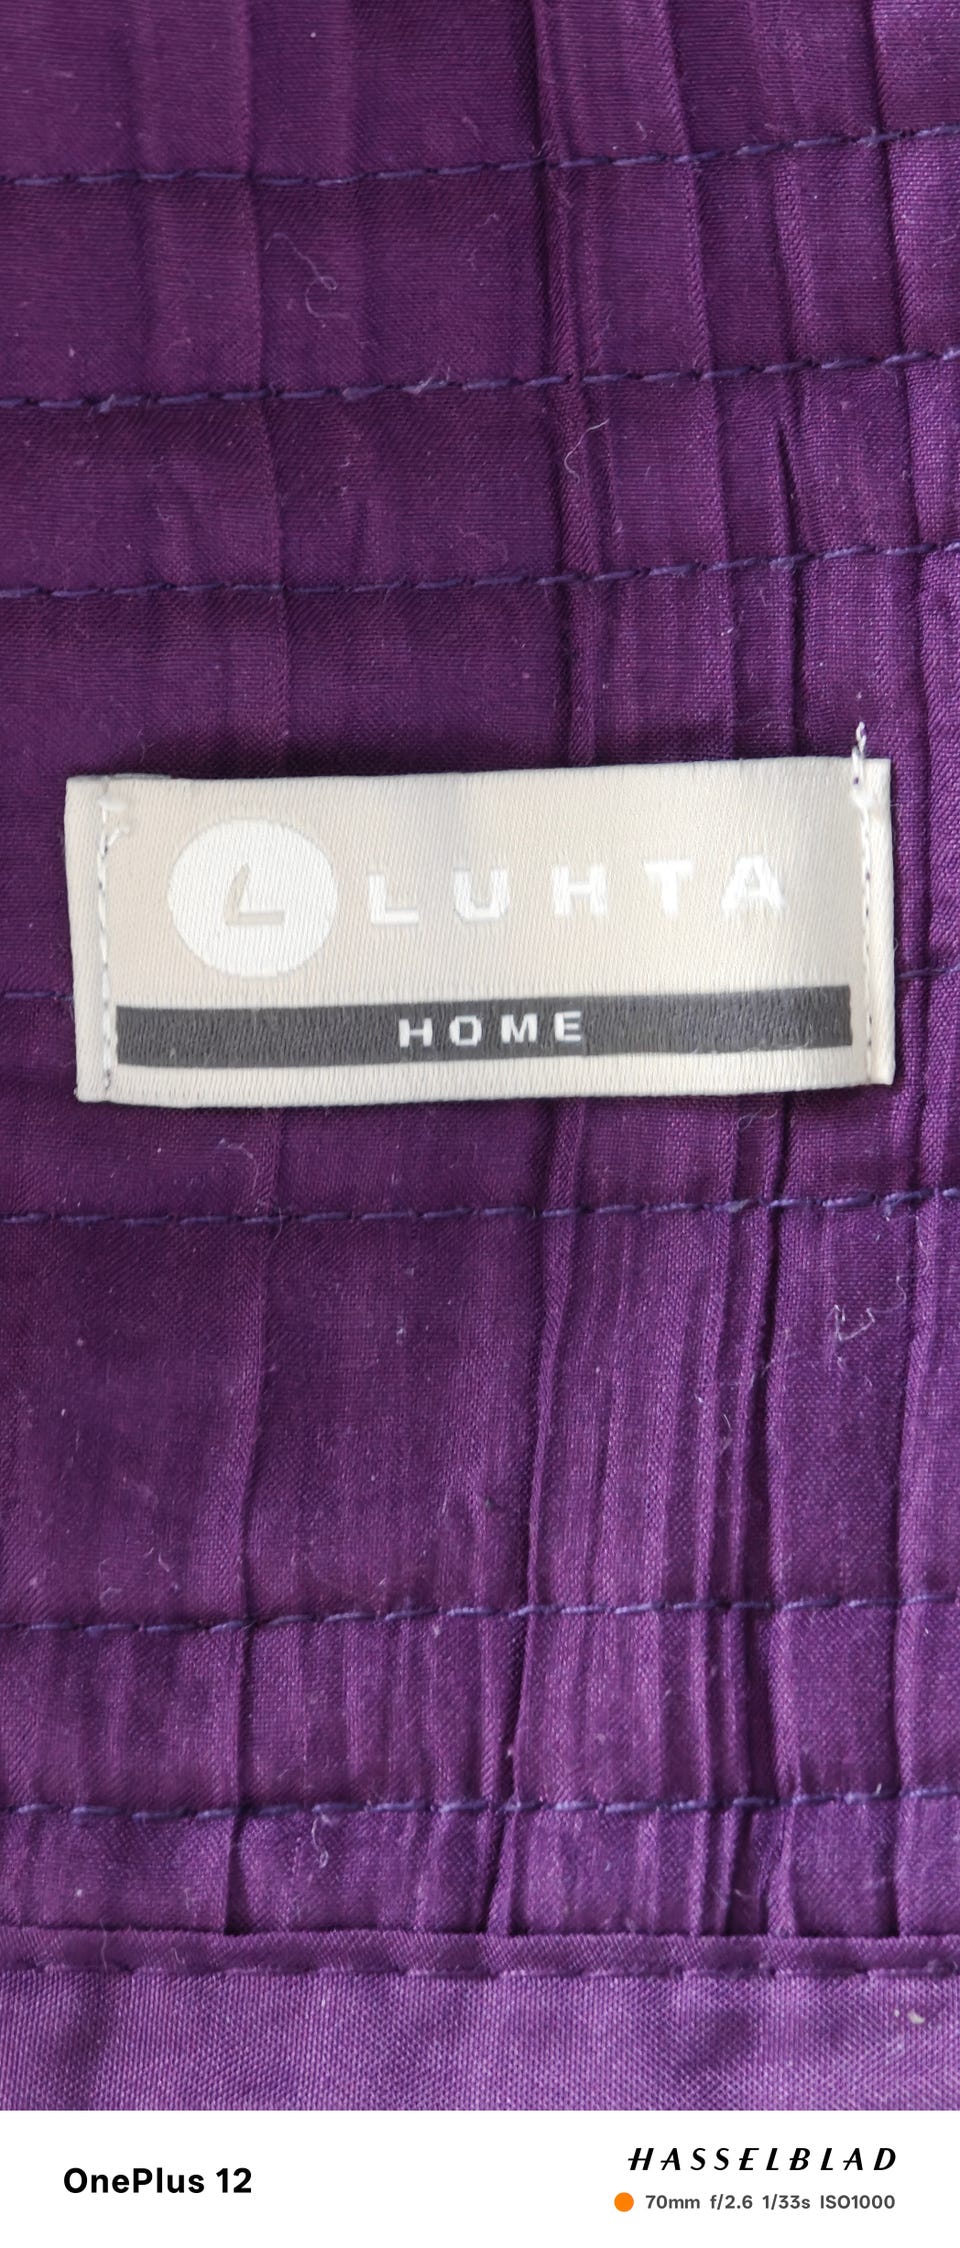 L LUHTA
HOME
OnePlus 12
HASSELBLAD
70mm f/2.6 1/33s ISO1000